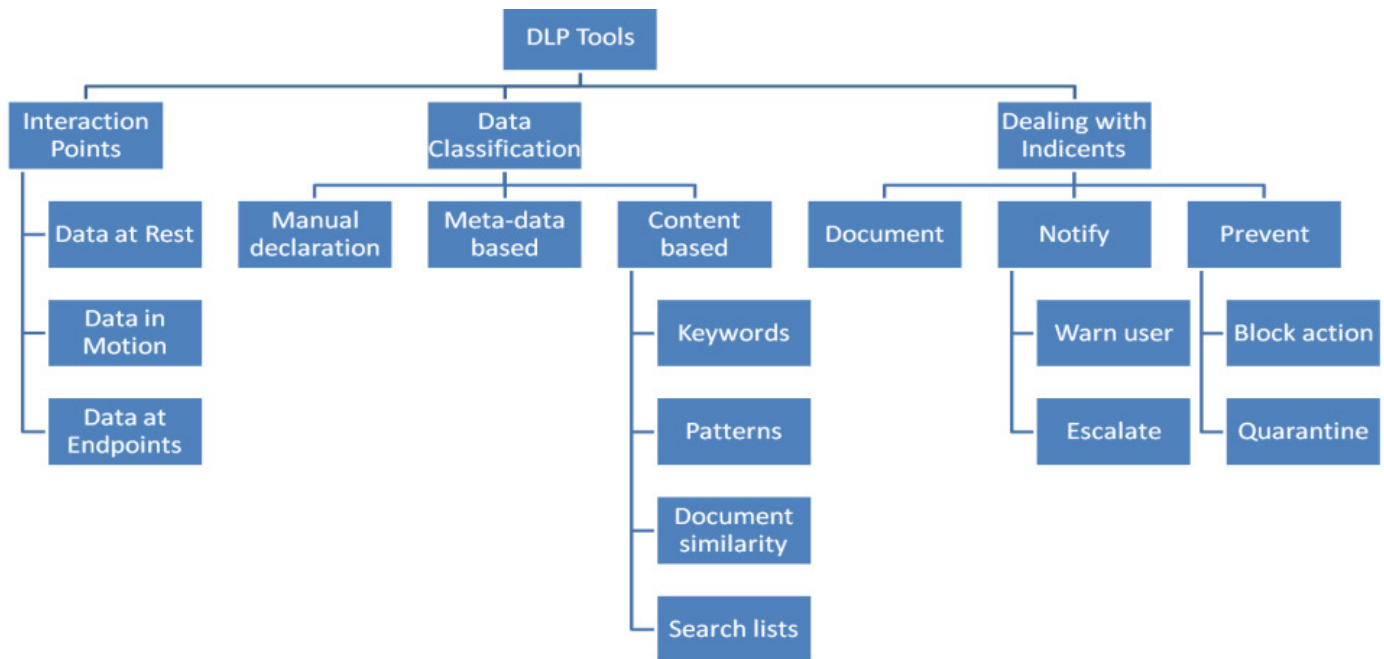 DLP Tools
Interaction
Points
Data
Classification
Dealing with
Indicents
Data at Rest
Data in
Motion
Data at
Endpoints
Manual
declaration
Meta-data
based
Content
based
Keywords
Patterns
Document
similarity
Search lists
Document
Notify
Warn user
Escalate
Prevent
Block action
Quarantine